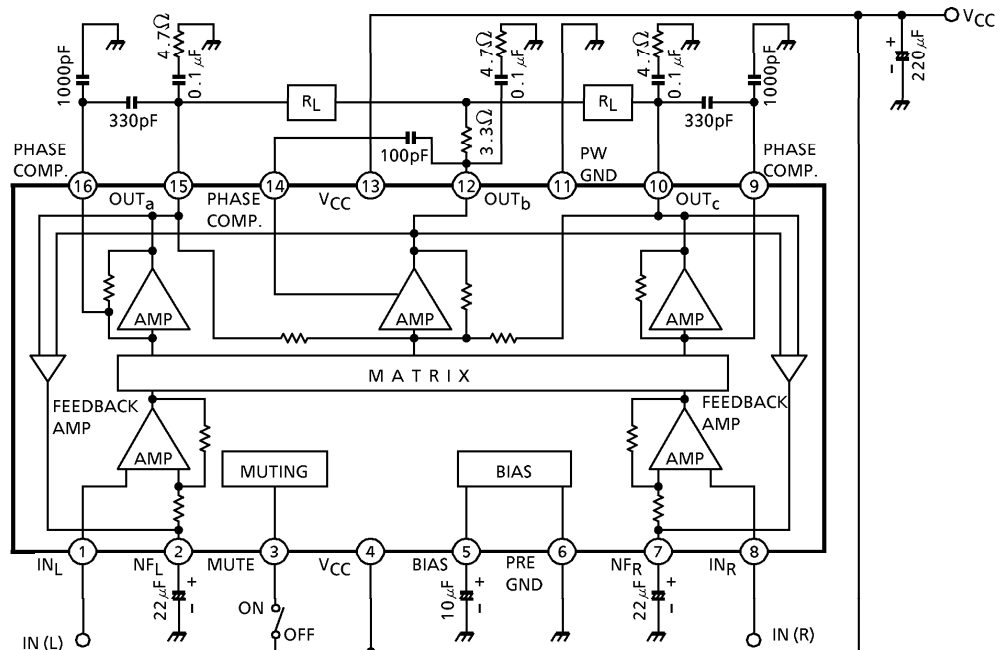 VCC
4.7Ω
4.7Ω
4.7Ω
1000pF
0.1μF
0.1μF
0.1μF
1000pF
220μF
+
-
RL
RL
330pF
330pF
3.3Ω
100pF
PHASE
COMP.
PW
GND
PHASE
COMP.
16
15
14
13
12
11
10
9
OUTa
PHASE
COMP.
VCC
OUTb
OUTc
AMP
AMP
AMP
MATRIX
FEEDBACK
AMP
FEEDBACK
AMP
AMP
AMP
MUTING
BIAS
1
2
3
4
5
6
7
8
INL
NFL
MUTE
VCC
BIAS
PRE
GND
NFR
INR
22μF
+
-
ON
OFF
10μF
+
-
22μF
+
-
IN (L)
IN (R)